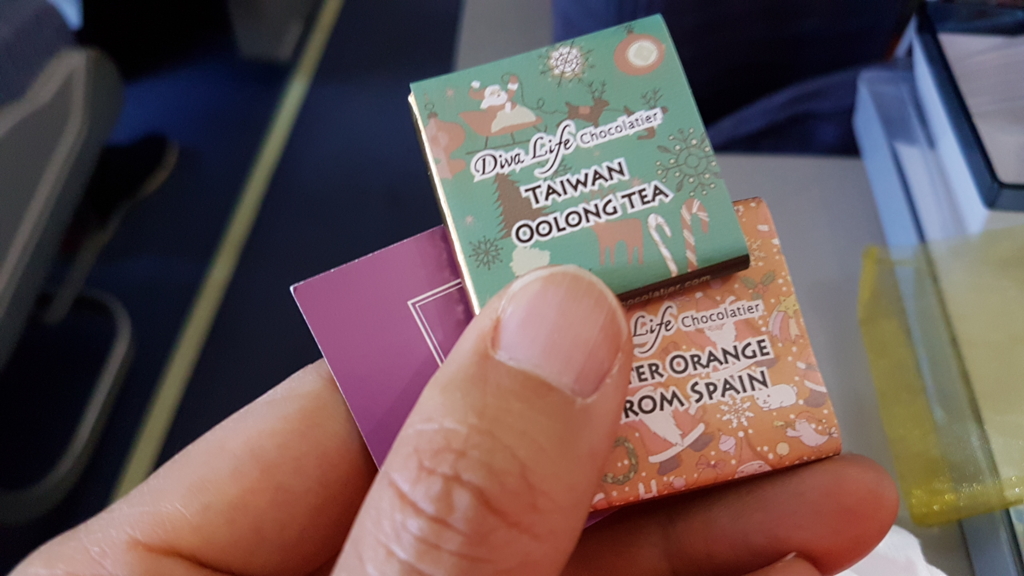 Diva Life Chocolatier
TAIWAN
OOLONG TEA
Life Chocolatier
TER ORANGE
ROM SPAIN